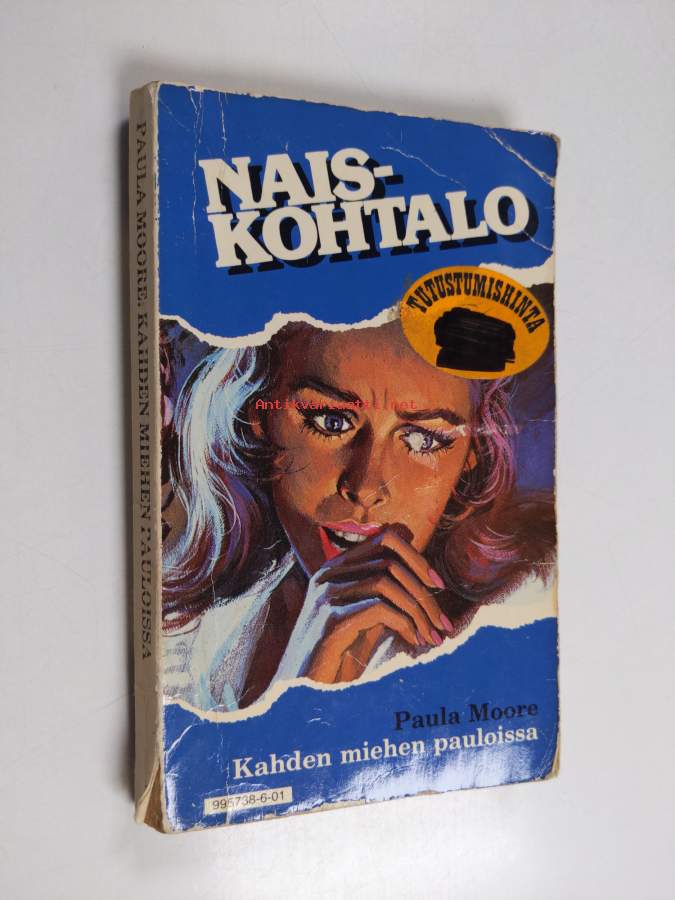 NAIS-
KOHTALO
TUTUSTUMISHINTA
Antikvariaatti.net
Paula Moore
Kahden miehen pauloissa
995738-6-01
PAULA MOORE: KAHDEN MIEHEN PAULOISSA